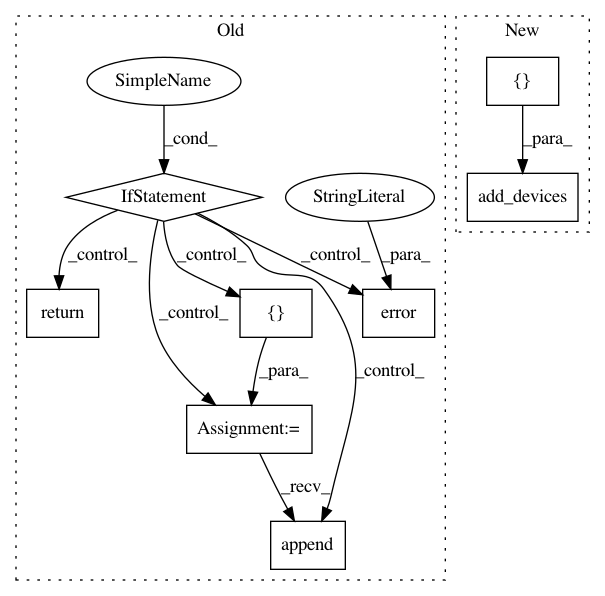 Old
New
SimpleName
{}
_cond_
_para_
IfStatement
StringLiteral
add_devices
_control_
_control_
_control_
_para_
return
_control_
{}
error
_para_
_control_
Assignment:=
_recv_
append